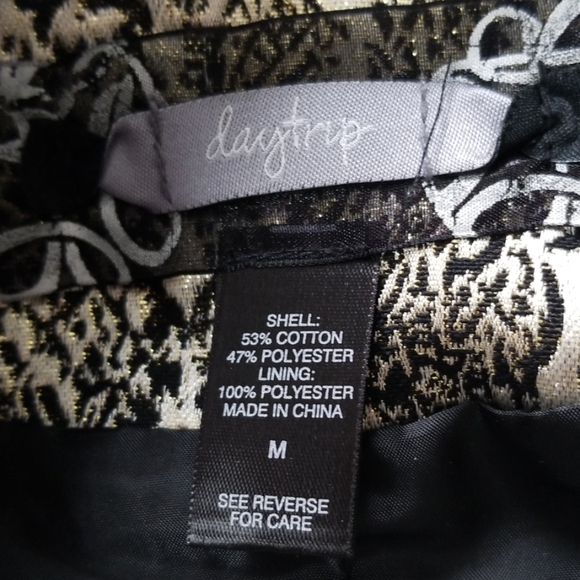 daytrip
SHELL:
53% COTTON
47% POLYESTER
LINING:
100% POLYESTER
MADE IN CHINA
M
SEE REVERSE
FOR CARE